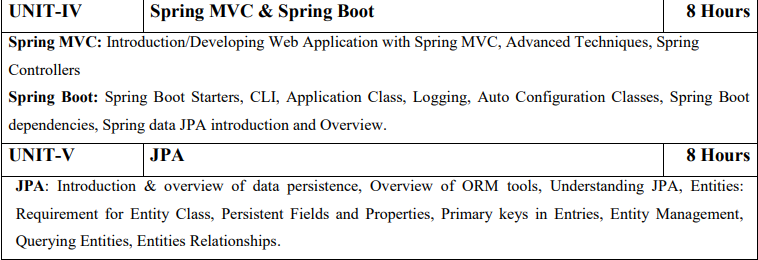 UNIT-IV Spring MVC & Spring Boot 8 Hours
Spring MVC: Introduction/Developing Web Application with Spring MVC, Advanced Techniques, Spring
Controllers
Spring Boot: Spring Boot Starters, CLI, Application Class, Logging, Auto Configuration Classes, Spring Boot
dependencies, Spring data JPA introduction and Overview.
UNIT-V JPA 8 Hours
JPA: Introduction & overview of data persistence, Overview of ORM tools, Understanding JPA, Entities:
Requirement for Entity Class, Persistent Fields and Properties, Primary keys in Entries, Entity Management,
Querying Entities, Entities Relationships.